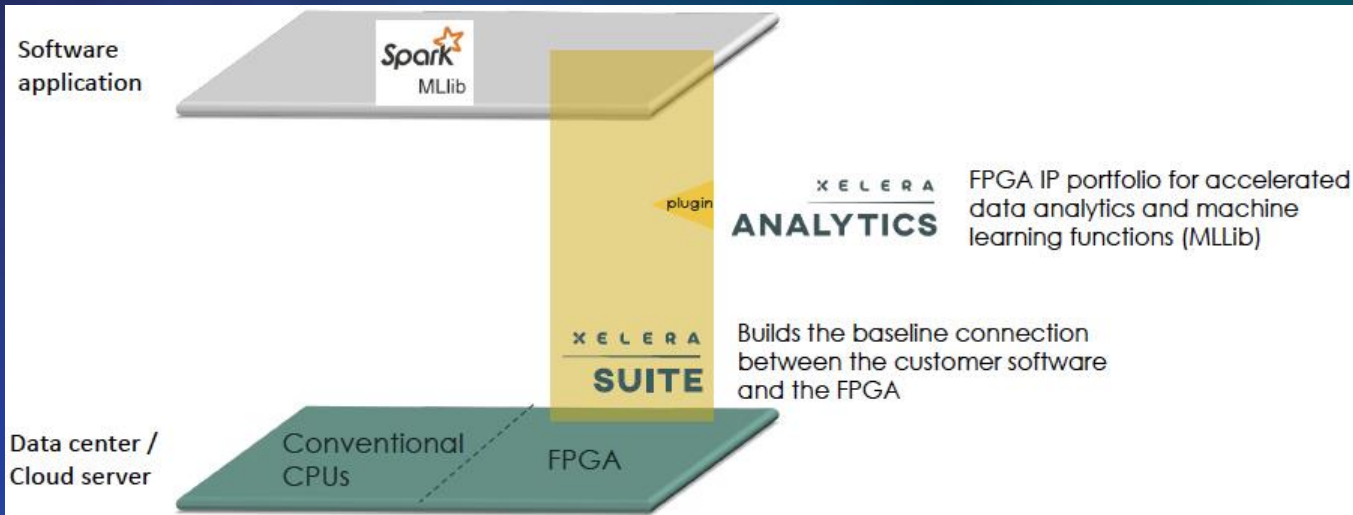 Software
application
Spark
MLlib
plugin
XELERA
ANALYTICS
FPGA IP portfolio for accelerated
data analytics and machine
learning functions (MLLib)
XELERA
SUITE
Builds the baseline connection
between the customer software
and the FPGA
Data center /
Cloud server
Conventional
CPUs
FPGA